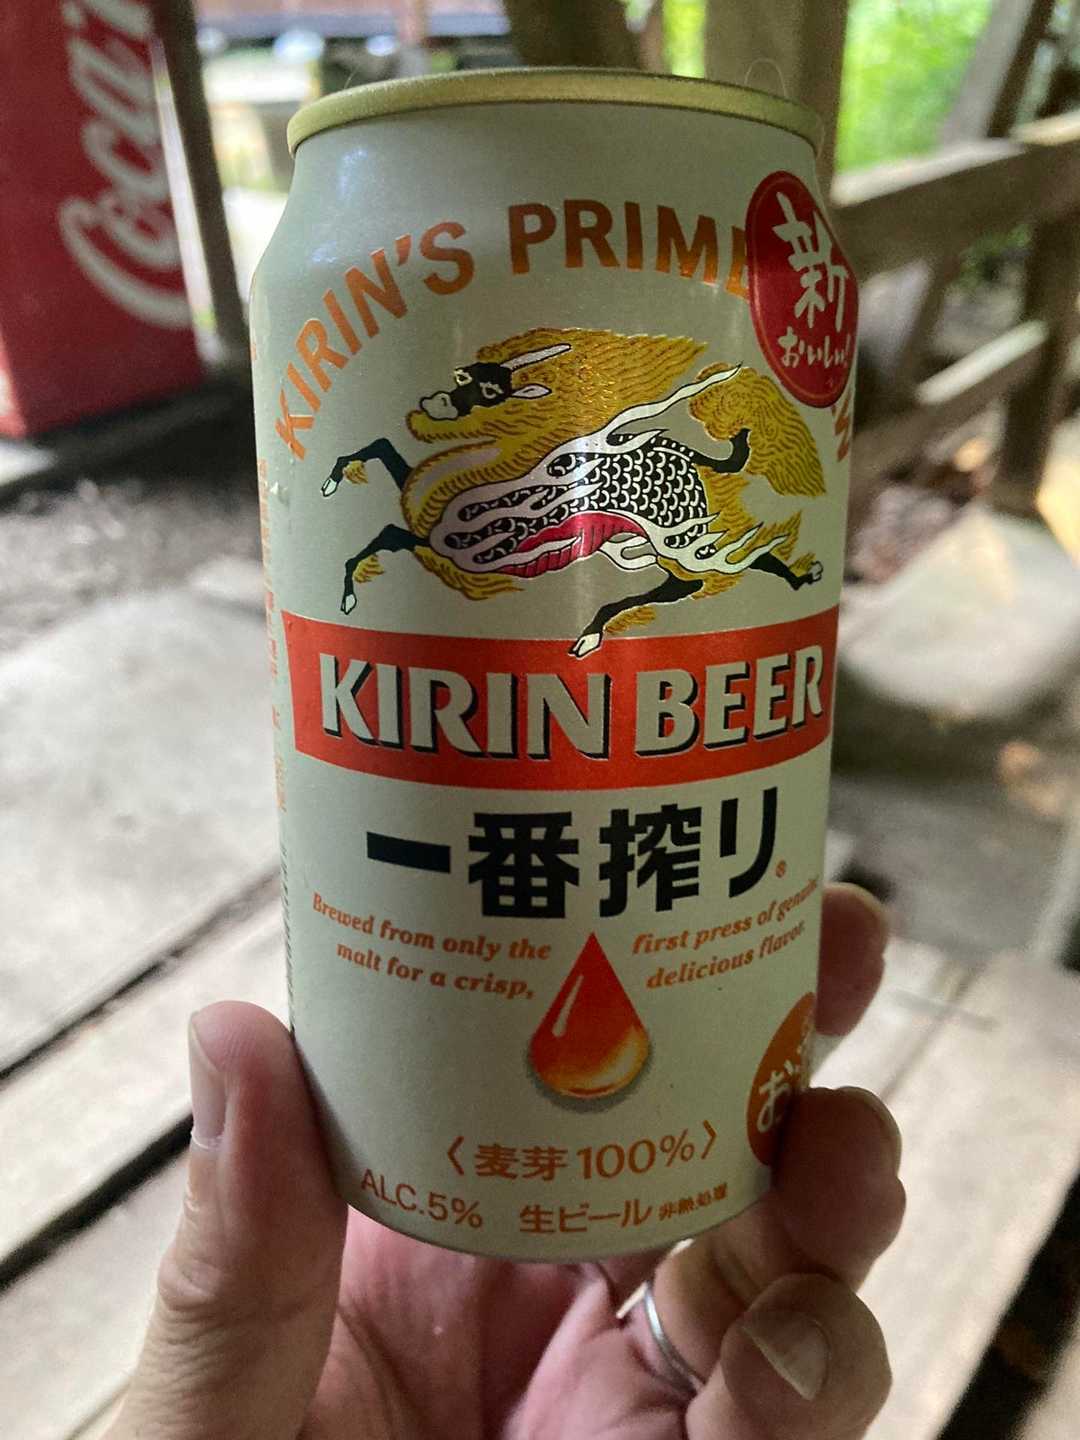 Coca
KIRIN'S PRIME
新
おいしい!
KIRIN BEER
一番搾り®
Brewed from only the first press of genuine
malt for a crisp, delicious flavor.
〈麦芽100%〉
ALC.5% 生ビール 非熱処理